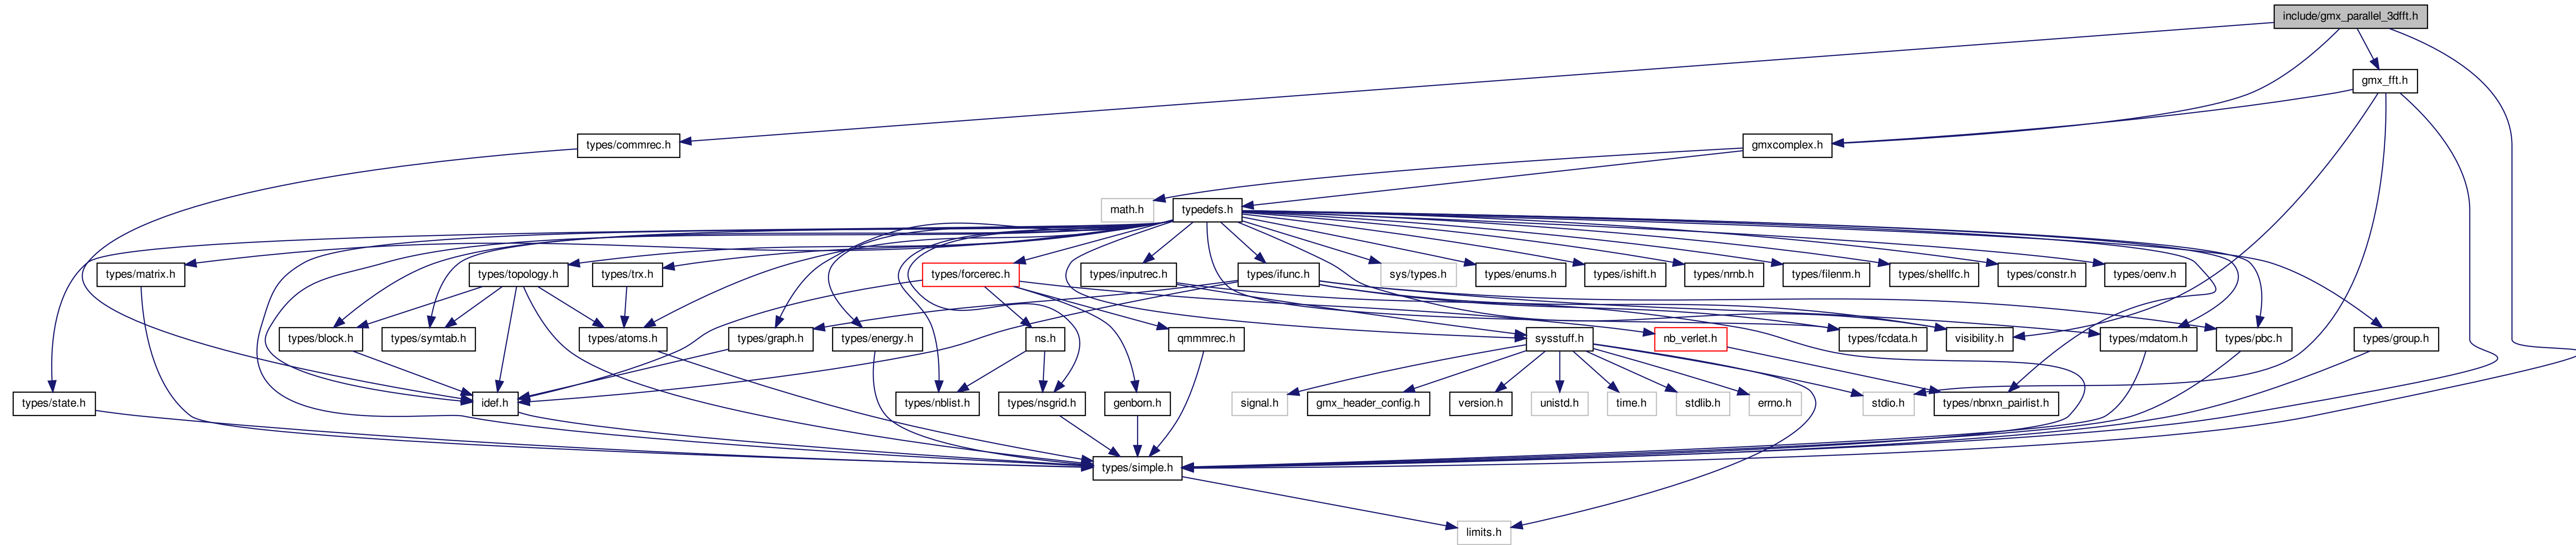 include/gmx_parallel_3dfft.h
gmx_fft.h
types/commrec.h
gmxcomplex.h
math.h
typedefs.h
types/matrix.h
types/topology.h
types/trx.h
types/forcerec.h
types/inputrec.h
types/ifunc.h
sys/types.h
types/enums.h
types/ishift.h
types/nrnb.h
types/filenm.h
types/shellfc.h
types/constr.h
types/oenv.h
types/block.h
types/symtab.h
types/atoms.h
types/graph.h
types/energy.h
ns.h
qmmmrec.h
sysstuff.h
nb_verlet.h
types/fcdata.h
visibility.h
types/mdatom.h
types/pbc.h
types/group.h
types/state.h
idef.h
types/nblist.h
types/nsgrid.h
genborn.h
signal.h
gmx_header_config.h
version.h
unistd.h
time.h
stdlib.h
errno.h
stdio.h
types/nbnxn_pairlist.h
types/simple.h
limits.h